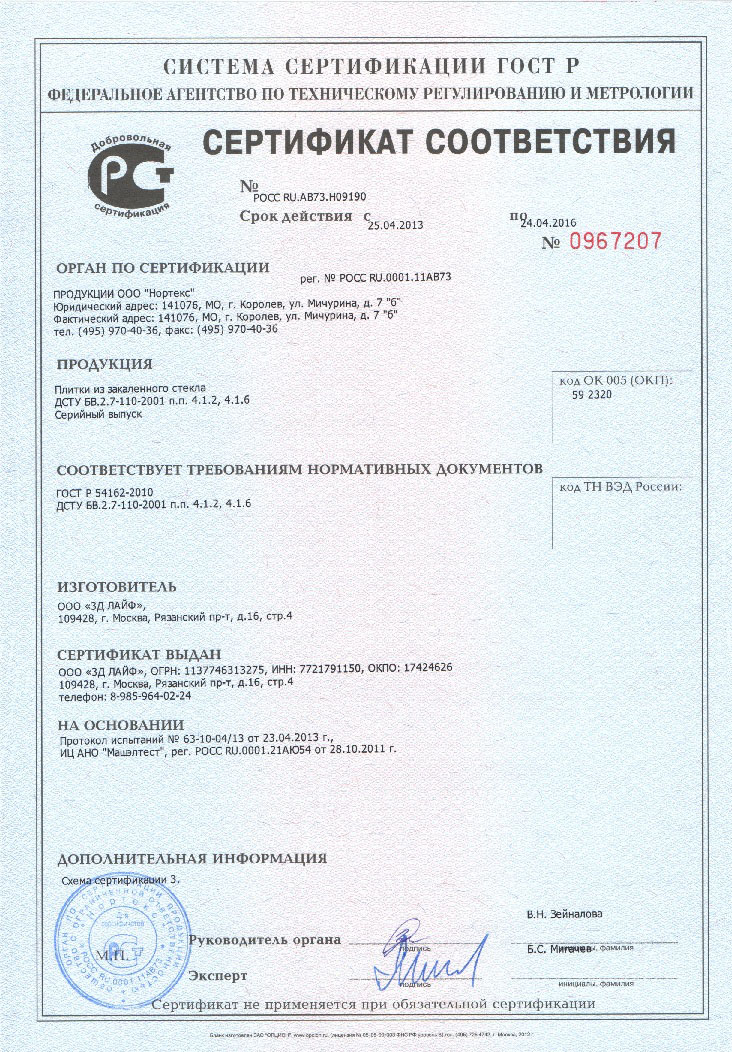 СИСТЕМА СЕРТИФИКАЦИИ ГОСТ Р
ФЕДЕРАЛЬНОЕ АГЕНТСТВО ПО ТЕХНИЧЕСКОМУ РЕГУЛИРОВАНИЮ И МЕТРОЛОГИИ
Добровольная
РСТ
сертификация
СЕРТИФИКАТ СООТВЕТСТВИЯ
№ РОСС RU.АВ73.Н09190
Срок действия с 25.04.2013 по 24.04.2016
№ 0967207
ОРГАН ПО СЕРТИФИКАЦИИ рег. № РОСС RU.0001.11АВ73
ПРОДУКЦИИ ООО "Нортекс"
Юридический адрес: 141076, МО, г. Королев, ул. Мичурина, д. 7 "б"
Фактический адрес: 141076, МО, г. Королев, ул. Мичурина, д. 7 "б"
тел. (495) 970-40-36, факс: (495) 970-40-36
ПРОДУКЦИЯ
Плитки из закаленного стекла
ДСТУ БВ.2.7-110-2001 п.п. 4.1.2, 4.1.6
Серийный выпуск
код ОК 005 (ОКП):
59 2320
СООТВЕТСТВУЕТ ТРЕБОВАНИЯМ НОРМАТИВНЫХ ДОКУМЕНТОВ
ГОСТ Р 54162-2010
ДСТУ БВ.2.7-110-2001 п.п. 4.1.2, 4.1.6
код ТН ВЭД России:
ИЗГОТОВИТЕЛЬ
ООО «3Д ЛАЙФ»,
109428, г. Москва, Рязанский пр-т, д.16, стр.4
СЕРТИФИКАТ ВЫДАН
ООО «3Д ЛАЙФ», ОГРН: 1137746313275, ИНН: 7721791150, ОКПО: 17424626
109428, г. Москва, Рязанский пр-т, д.16, стр.4
телефон: 8-985-964-02-24
НА ОСНОВАНИИ
Протокол испытаний № 63-10-04/13 от 23.04.2013 г.,
ИЦ АНО "Машэлтест", рег. РОСС RU.0001.21АЮ54 от 28.10.2011 г.
ДОПОЛНИТЕЛЬНАЯ ИНФОРМАЦИЯ
Схема сертификации 3.
М.П.
Руководитель органа
подпись
В.Н. Зейналова
инициалы, фамилия
Эксперт
подпись
Б.С. Мигачев
инициалы, фамилия
Сертификат не применяется при обязательной сертификации